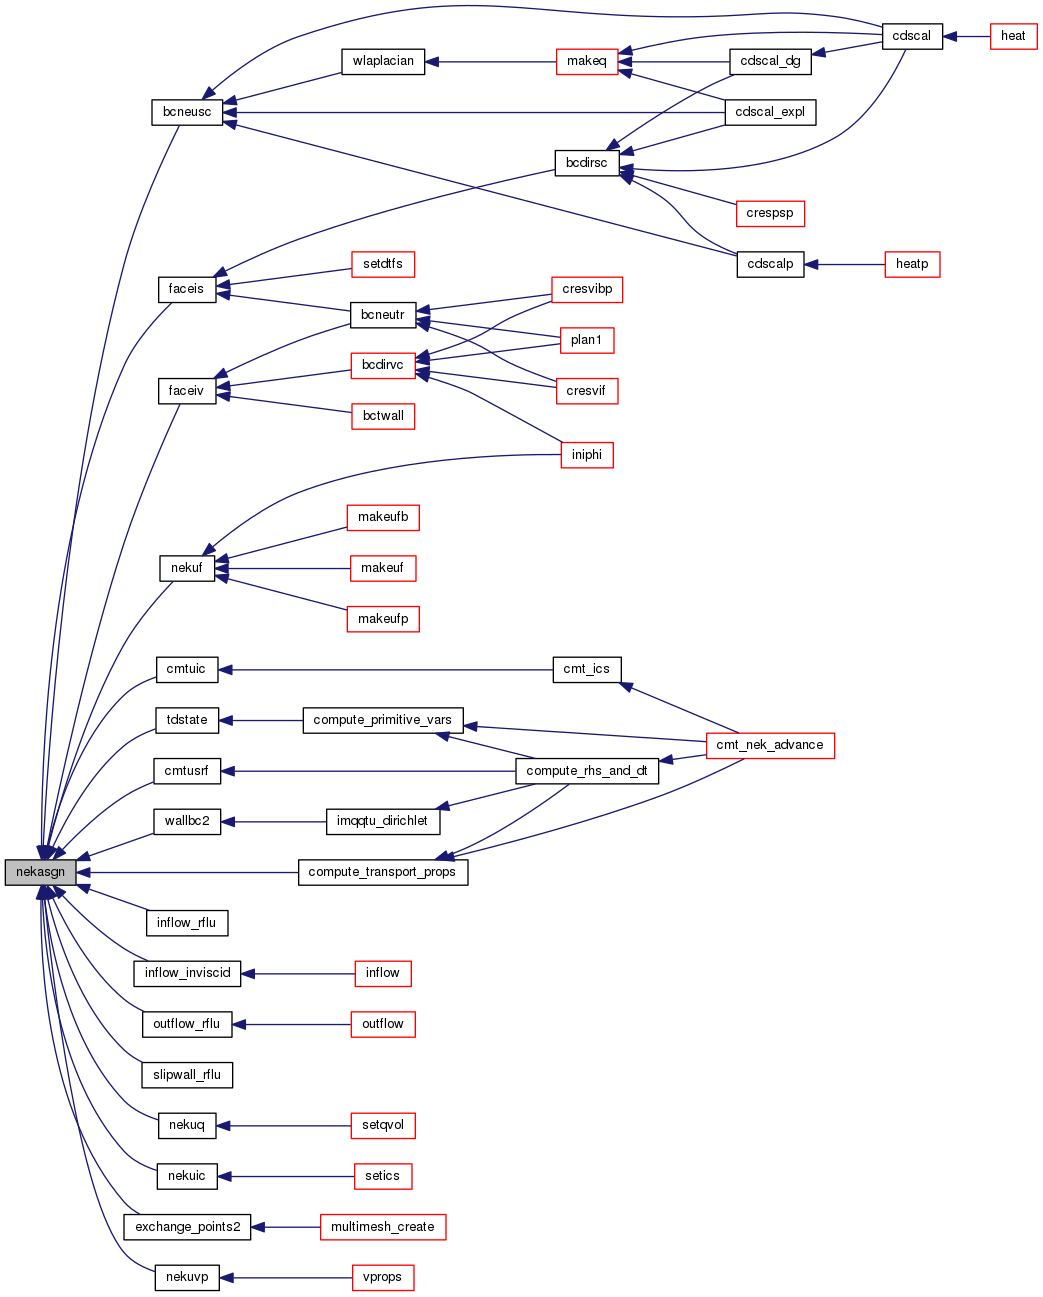 cdscal
heat
wlaplacian
makeq
cdscal_dg
bcneusc
cdscal_expl
bcdirsc
crespsp
cdscalp
heatp
setdtfs
faceis
cresvibp
bcneutr
plan1
bcdirvc
faceiv
cresvif
bctwall
iniphi
makeufb
nekuf
makeuf
makeufp
cmtuic
cmt_ics
tdstate
compute_primitive_vars
cmt_nek_advance
cmtusrf
compute_rhs_and_dt
wallbc2
imqqtu_dirichlet
nekasgn
compute_transport_props
inflow_rflu
inflow_inviscid
inflow
outflow_rflu
outflow
slipwall_rflu
nekuq
setqvol
nekuic
setics
exchange_points2
multimesh_create
nekuvp
vprops